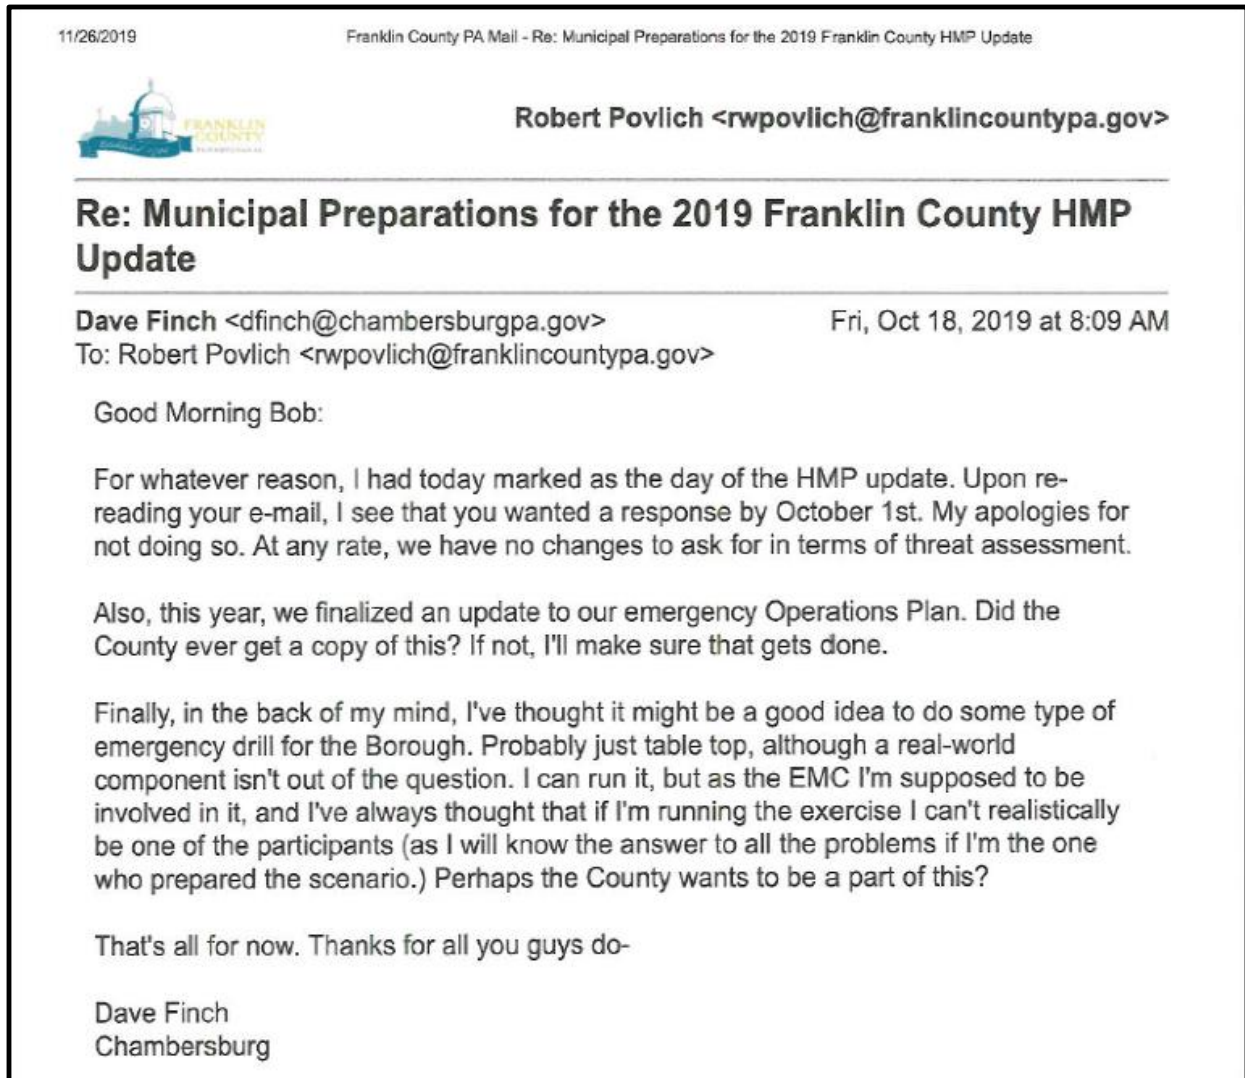 11/26/2019 Franklin County PA Mail - Re: Municipal Preparations for the 2019 Franklin County HMP Update
FRANKLIN
COUNTY
Robert Povlich <rwpovlich@franklincountypa.gov>
Re: Municipal Preparations for the 2019 Franklin County HMP
Update
Dave Finch <dfinch@chambersburgpa.gov> Fri, Oct 18, 2019 at 8:09 AM
To: Robert Povlich <rwpovlich@franklincountypa.gov>
Good Morning Bob:
For whatever reason, I had today marked as the day of the HMP update. Upon re-
reading your e-mail, I see that you wanted a response by October 1st. My apologies for
not doing so. At any rate, we have no changes to ask for in terms of threat assessment.
Also, this year, we finalized an update to our emergency Operations Plan. Did the
County ever get a copy of this? If not, I'll make sure that gets done.
Finally, in the back of my mind, I've thought it might be a good idea to do some type of
emergency drill for the Borough. Probably just table top, although a real-world
component isn't out of the question. I can run it, but as the EMC I'm supposed to be
involved in it, and I've always thought that if I'm running the exercise I can't realistically
be one of the participants (as I will know the answer to all the problems if I'm the one
who prepared the scenario.) Perhaps the County wants to be a part of this?
That's all for now. Thanks for all you guys do-
Dave Finch
Chambersburg